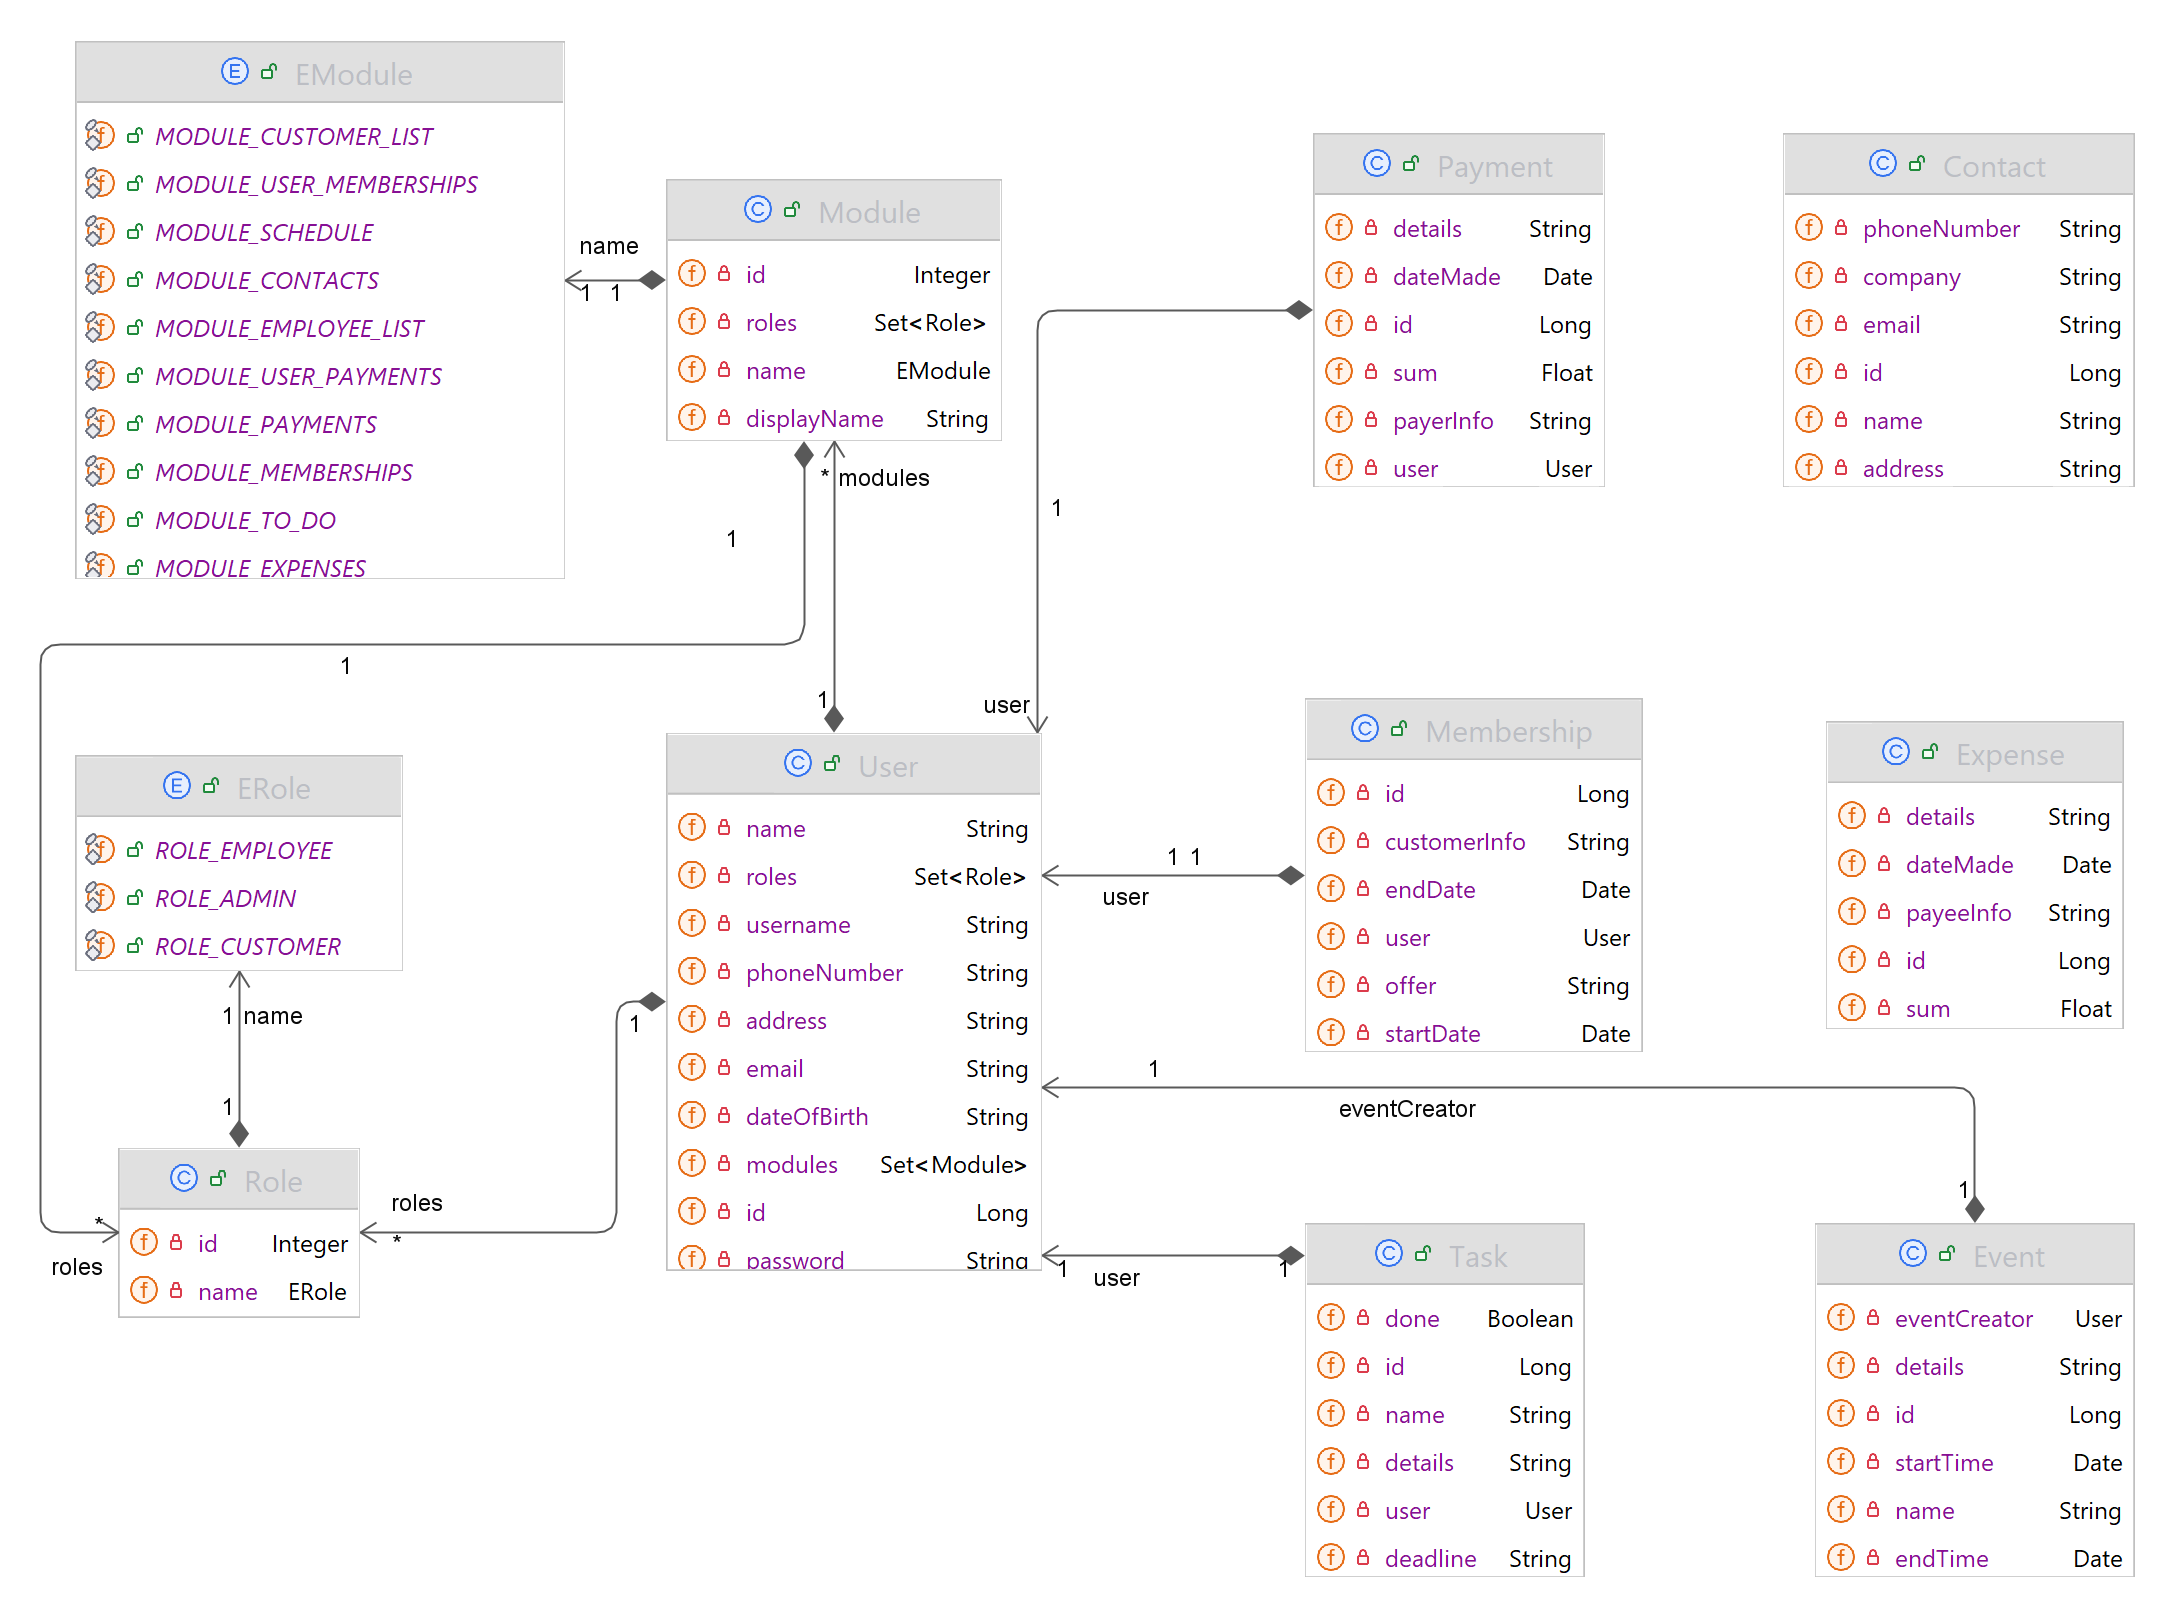 EModule
MODULE_CUSTOMER_LIST
MODULE_USER_MEMBERSHIPS
MODULE_SCHEDULE
MODULE_CONTACTS
MODULE_EMPLOYEE_LIST
MODULE_USER_PAYMENTS
MODULE_PAYMENTS
MODULE_MEMBERSHIPS
MODULE_TO_DO
MODULE_EXPENSES
name
1 1
Module
id Integer
roles Set<Role>
name EModule
displayName String
* modules
1
1
1
Payment
details String
dateMade Date
id Long
sum Float
payerInfo String
user User
1
user
Contact
phoneNumber String
company String
email String
id Long
name String
address String
ERole
ROLE_EMPLOYEE
ROLE_ADMIN
ROLE_CUSTOMER
1 name
1
Role
id Integer
name ERole
*
roles
roles
*
1
User
name String
roles Set<Role>
username String
phoneNumber String
address String
email String
dateOfBirth String
modules Set<Module>
id Long
password String
1 1
user
Membership
id Long
customerInfo String
endDate Date
user User
offer String
startDate Date
Expense
details String
dateMade Date
payeeInfo String
id Long
sum Float
1
eventCreator
1
1 1
user
Task
done Boolean
id Long
name String
details String
user User
deadline String
Event
eventCreator User
details String
id Long
startTime Date
name String
endTime Date